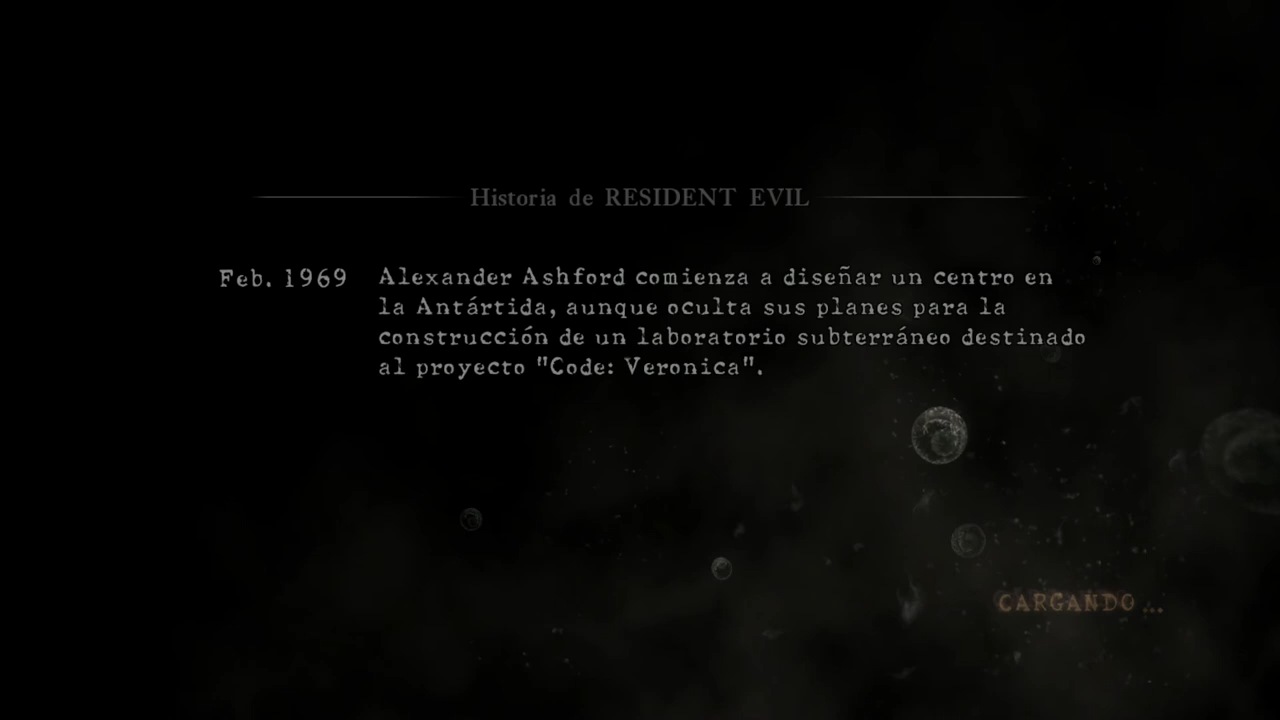 Historia de RESIDENT EVIL
Feb. 1969 Alexander Ashford comienza a diseñar un centro en
la Antártida, aunque oculta sus planes para la
construcción de un laboratorio subterráneo destinado
al proyecto "Code: Veronica".
CARGANDO...